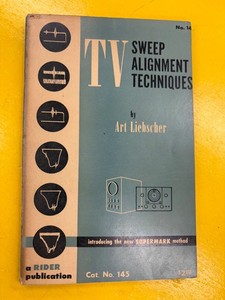 No. 14
TV SWEEP
ALIGNMENT
TECHNIQUES
by
Art Liebscher
introducing the new SUPERMARK method
a RIDER
publication
Cat. No. 145